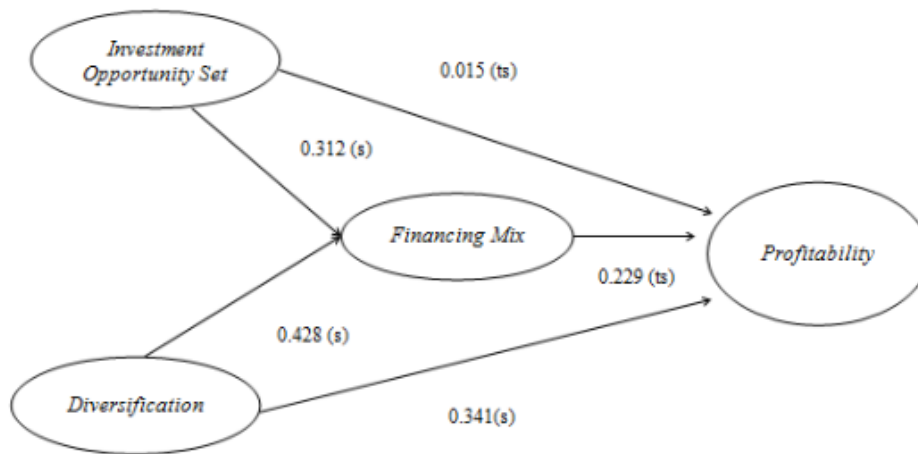 Investment
Opportunity Set
0.015 (ts)
0.312 (s)
Financing Mix
Profitability
0.229 (ts)
0.428 (s)
Diversification
0.341(s)